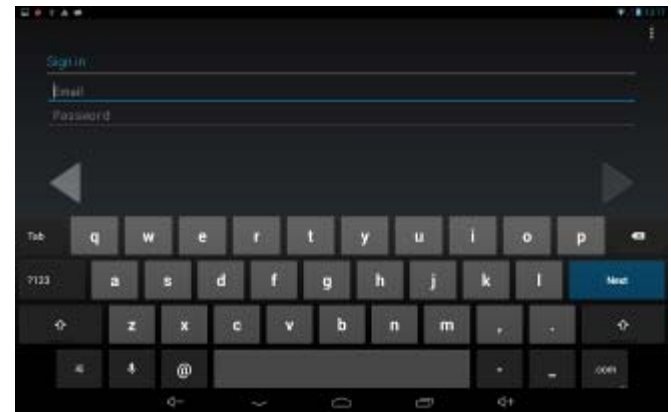 Sign in
Email
Password
Tab q w e r t y u i o p
?123 a s d f g h j k l Next
z x c v b n m , .
@ - _ .com